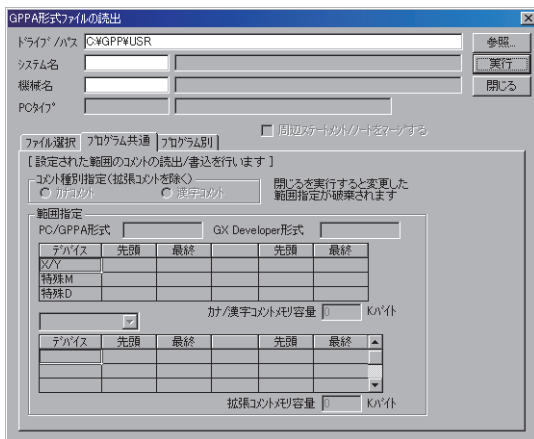 GPPA形式ファイルの読出
ドライブ/パス C:¥GPP¥USR 参照...
システム名 実行
機械名 閉じる
PCタイプ
周辺ステートメント/ノートをマージする
ファイル選択 プログラム共通 プログラム別
[ 設定された範囲のコメントの読出/書込を行います ]
コメント種別指定(拡張コメントを除く)
カナコメント 漢字コメント
閉じるを実行すると変更した
範囲指定が破棄されます
範囲指定
PC/GPPA形式 GX Developer形式
デバイス 先頭 最終 先頭 最終
X/Y
特殊M
特殊D
カナ/漢字コメントメモリ容量 0 Kバイト
デバイス 先頭 最終 先頭 最終
拡張コメントメモリ容量 0 Kバイト